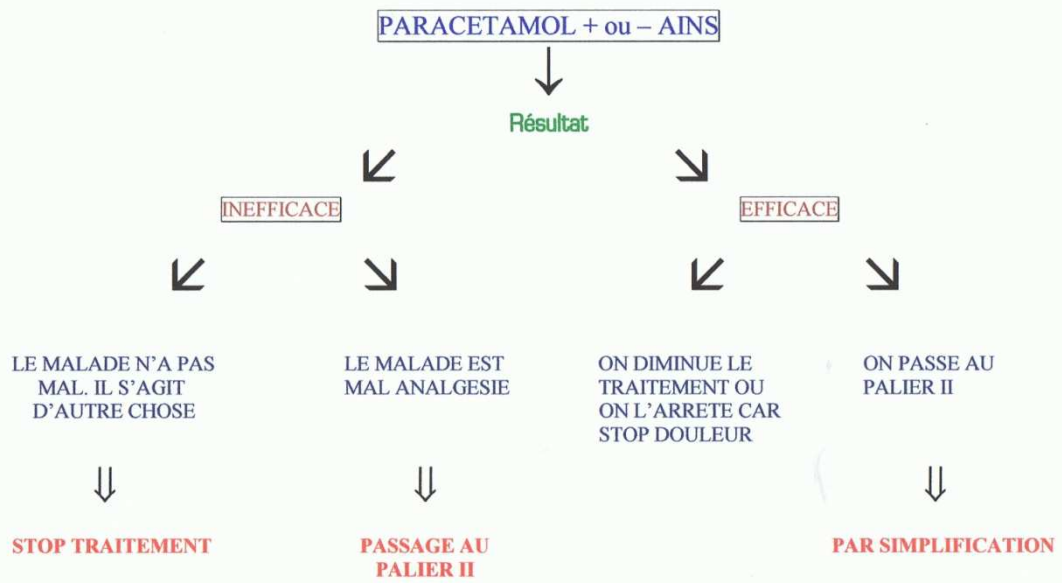 PARACETAMOL + ou – AINS
Résultat
INEFFICACE
EFFICACE
LE MALADE N'A PAS
MAL. IL S'AGIT
D'AUTRE CHOSE
LE MALADE EST
MAL ANALGESIE
ON DIMINUE LE
TRAITEMENT OU
ON L'ARRETE CAR
STOP DOULEUR
ON PASSE AU
PALIER II
STOP TRAITEMENT
PASSAGE AU
PALIER II
PAR SIMPLIFICATION